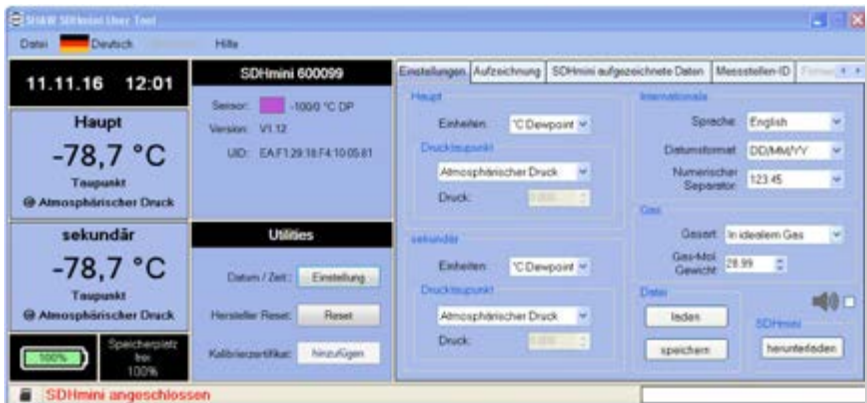 SHAW SDHmini User Tool
Datei Deutsch Hilfe
11.11.16 12:01
Haupt
-78,7 °C
Taupunkt
@ Atmosphärischer Druck
sekundär
-78,7 °C
Taupunkt
@ Atmosphärischer Druck
100%
Speicherplatz
frei
100%
SDHmini 600099
Sensor: -100/0 °C DP
Version: V1.12
UID: EA:F1:29:18:F4:10:05:81
Utilities
Datum / Zeit: Einstellung
Hersteller Reset: Reset
Kalibrierzertifikat: hinzufügen
Einstellungen Aufzeichnung SDHmini aufgezeichnete Daten Messstellen-ID
Haupt
Einheiten: °C Dewpoint
Drucktaupunkt
Atmosphärischer Druck
Druck:
sekundär
Einheiten: °C Dewpoint
Drucktaupunkt
Atmosphärischer Druck
Druck:
Internationals
Sprache: English
Datumsformat: DD/MM/YY
Numerischer
Separator: 123.45
Gas
Gasart: In idealem Gas
Gas-Mol.
Gewicht: 28.99
Datei
laden
speichern
SDHmini
herunterladen
SDHmini angeschlossen